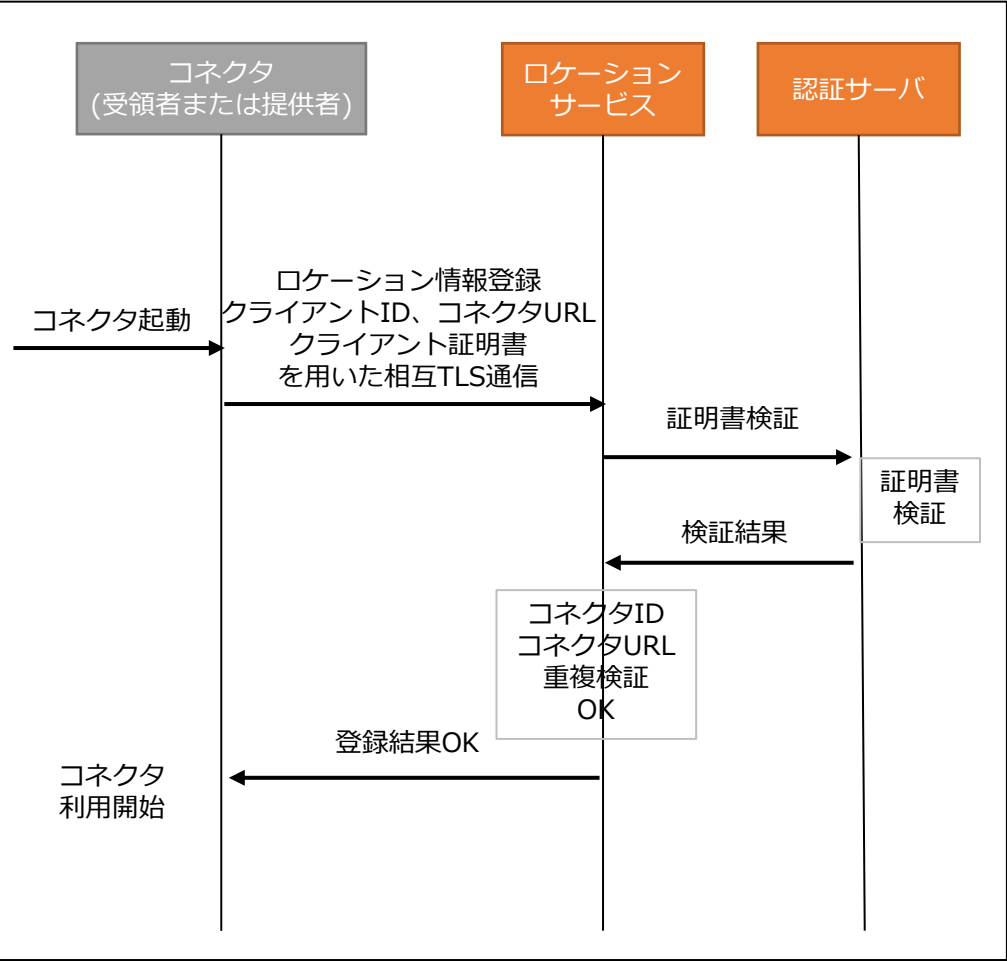 コネクタ
(受領者または提供者)
ロケーション
サービス
認証サーバ
コネクタ起動
ロケーション情報登録
クライアントID、コネクタURL
クライアント証明書
を用いた相互TLS通信
証明書検証
証明書
検証
検証結果
コネクタID
コネクタURL
重複検証
OK
登録結果OK
コネクタ
利用開始